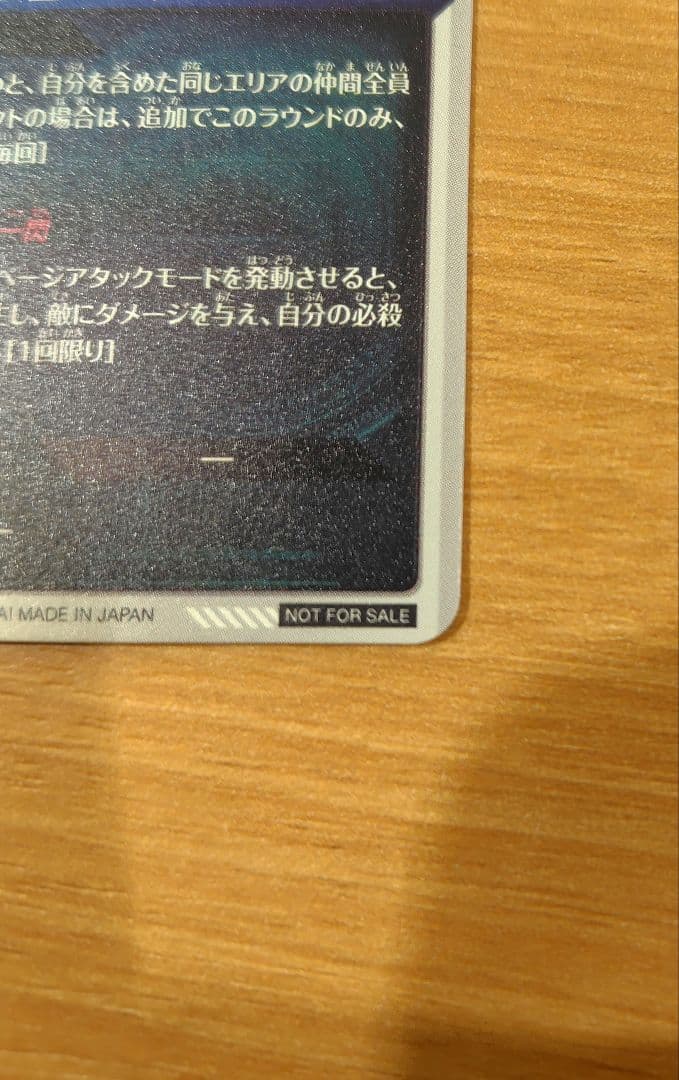 と、自分を含めた同じエリアの仲間全員
ットの場合は、追加でこのラウンドのみ、
毎回]
ページアタックモードを発動させると、
し、敵にダメージを与え、自分の必殺
[1回限り]
ー
AI MADE IN JAPAN
NOT FOR SALE